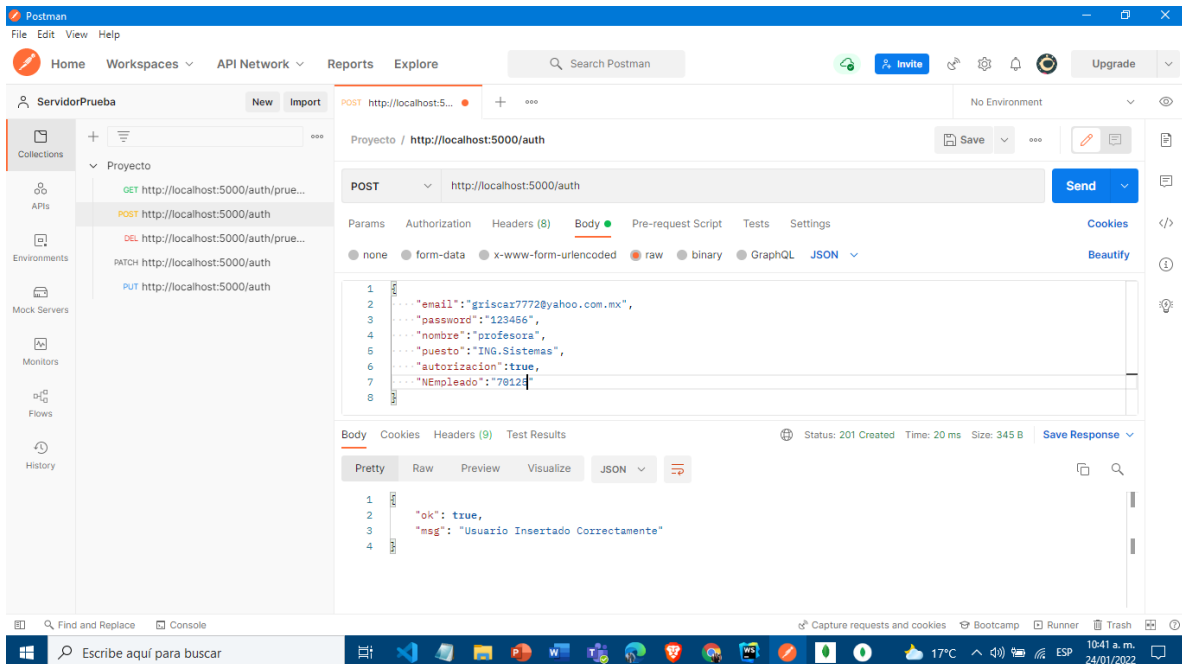 Postman
File Edit View Help
Home Workspaces API Network Reports Explore Search Postman Invite Upgrade
ServidorPrueba New Import POST http://localhost:5... No Environment
Collections
APIs
Environments
Mock Servers
Monitors
Flows
History
Proyecto
GET http://localhost:5000/auth/prue...
POST http://localhost:5000/auth
DEL http://localhost:5000/auth/prue...
PATCH http://localhost:5000/auth
PUT http://localhost:5000/auth
Proyecto / http://localhost:5000/auth Save
POST http://localhost:5000/auth Send
Params Authorization Headers (8) Body Pre-request Script Tests Settings Cookies
none form-data x-www-form-urlencoded raw binary GraphQL JSON Beautify
1 {
2 "email":"griscar7772@yahoo.com.mx",
3 "password":"123456",
4 "nombre":"profesora",
5 "puesto":"ING.Sistemas",
6 "autorizacion":true,
7 "NEmpleado":"70125"
8 }
Body Cookies Headers (9) Test Results Status: 201 Created Time: 20 ms Size: 345 B Save Response
Pretty Raw Preview Visualize JSON
1 {
2 "ok": true,
3 "msg": "Usuario Insertado Correctamente"
4 }
Find and Replace Console Capture requests and cookies Bootcamp Runner Trash
Escribe aquí para buscar 17°C ESP 10:41 a. m.
24/01/2022